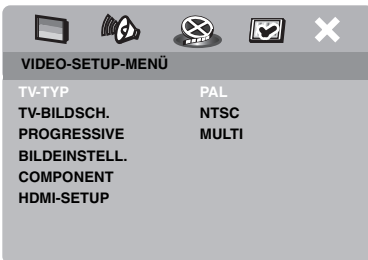 VIDEO-SETUP-MENÜ
TV-TYP PAL
TV-BILDSCH. NTSC
PROGRESSIVE MULTI
BILDEINSTELL.
COMPONENT
HDMI-SETUP